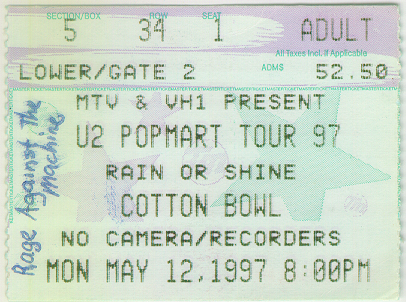 SECTION/BOX ROW SEAT
5 34 1 ADULT
All Taxes Incl. if Applicable
LOWER/GATE 2 ADM$ 52.50
MTV & VH1 PRESENT
U2 POPMART TOUR 97
RAIN OR SHINE
COTTON BOWL
NO CAMERA/RECORDERS
MON MAY 12,1997 8:00PM
Rage Against The
Machine